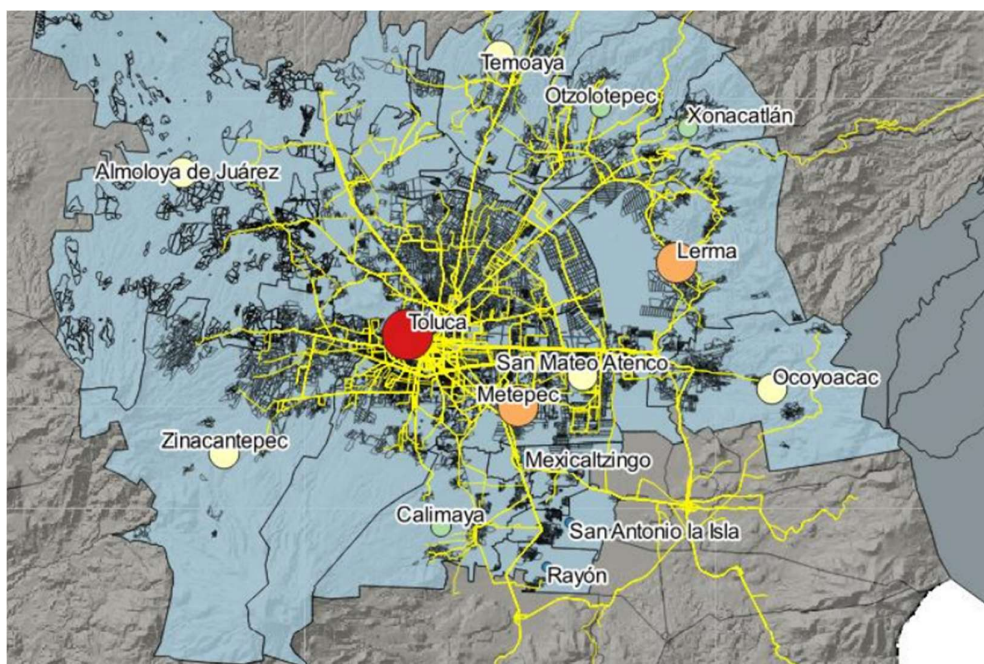 Temoaya
Otzolotepec
Xonacatlán
Almoloya de Juárez
Lerma
Toluca
San Mateo Atenco
Ocoyoacac
Metepec
Zinacantepec
Mexicaltzingo
Calimaya
San Antonio la Isla
Rayón